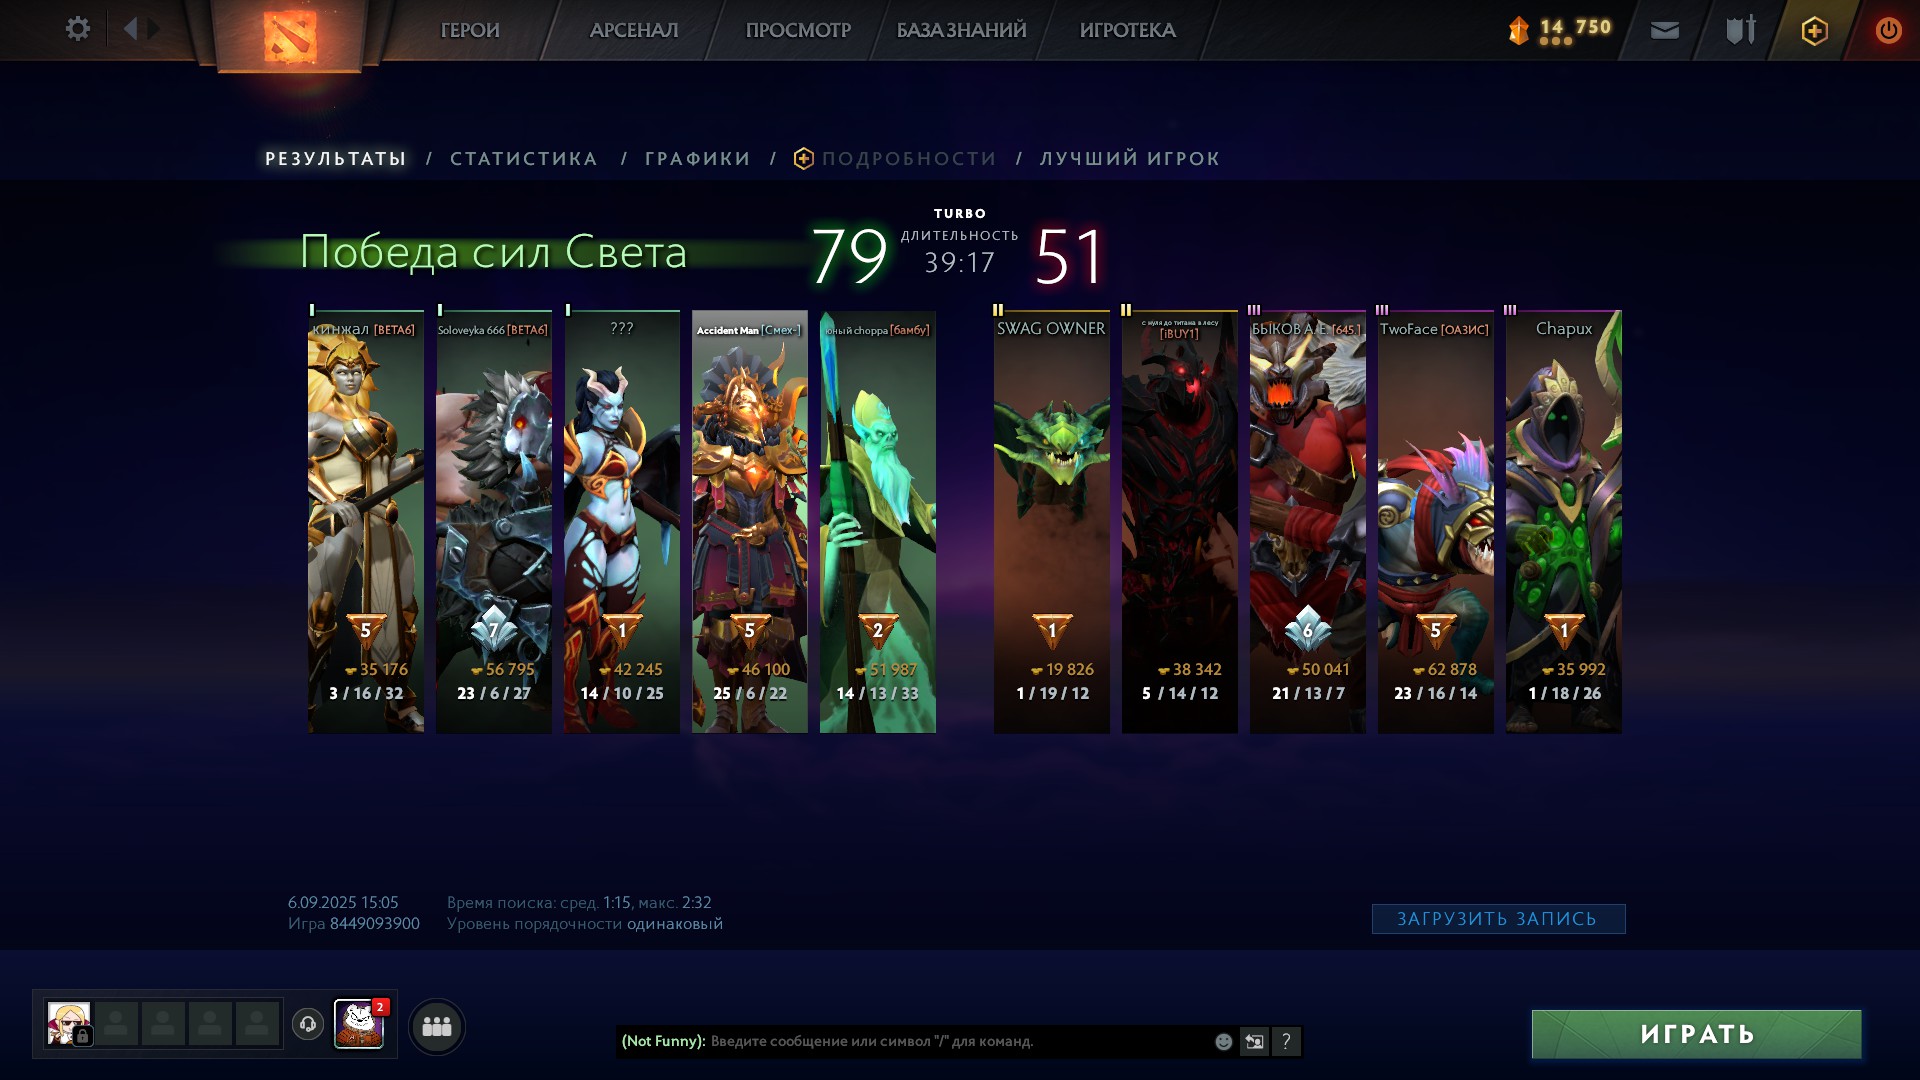 ГЕРОИ
АРСЕНАЛ
ПРОСМОТР
БАЗА ЗНАНИЙ
ИГРОТЕКА
14 750
РЕЗУЛЬТАТЫ / СТАТИСТИКА / ГРАФИКИ / ПОДРОБНОСТИ / ЛУЧШИЙ ИГРОК
Победа сил Света
79
TURBO
ДЛИТЕЛЬНОСТЬ
39:17
51
кинжал [BETA6]
Soloveyka 666 [BETA6]
???
Accident Man [Смех-]
юный choppa [бамбу]
SWAG OWNER
с нуля до титана в лесу
[iBUY1]
БЫКОВ А. Е. [645.]
TwoFace [ОАЗИС]
Chapux
5
7
1
5
2
1
6
5
1
35 176
56 795
42 245
46 100
51 987
19 826
38 342
50 041
62 878
35 992
3 / 16 / 32
23 / 6 / 27
14 / 10 / 25
25 / 6 / 22
14 / 13 / 33
1 / 19 / 12
5 / 14 / 12
21 / 13 / 7
23 / 16 / 14
1 / 18 / 26
6.09.2025 15:05
Время поиска: сред. 1:15, макс. 2:32
Игра 8449093900
Уровень порядочности одинаковый
ЗАГРУЗИТЬ ЗАПИСЬ
2
(Not Funny): Введите сообщение или символ "/" для команд.
?
ИГРАТЬ